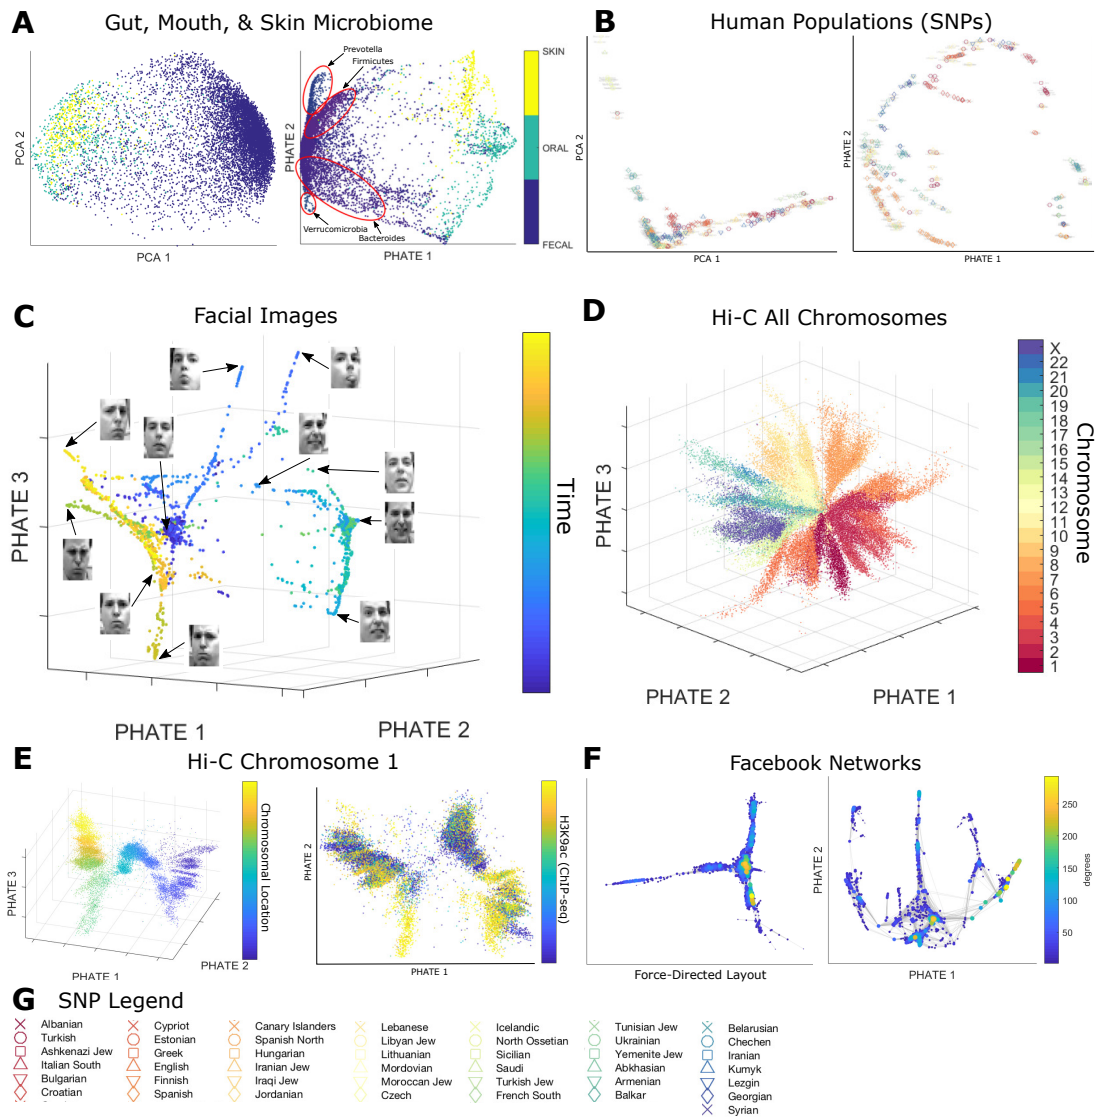 A
Gut, Mouth, & Skin Microbiome
PCA 2
PCA 1
Prevotella
Firmicutes
Verrucomicrobia
Bacteroides
PHATE 2
PHATE 1
SKIN
ORAL
FECAL
B
Human Populations (SNPs)
PCA 2
PCA 1
PHATE 2
PHATE 1
C
Facial Images
PHATE 3
PHATE 1
PHATE 2
Time
D
Hi-C All Chromosomes
PHATE 3
PHATE 2
PHATE 1
X
22
21
20
19
18
16
17
15
14
13
12
11
9
10
8
7
6
5
4
3
2
1
Chromosome
E
Hi-C Chromosome 1
PHATE 3
PHATE 1
PHATE 2
Chromosomal Location
PHATE 2
PHATE 1
H3K9ac (ChIP-seq)
F
Facebook Networks
Force-Directed Layout
PHATE 2
PHATE 1
250
200
150
100
50
degrees
G
SNP Legend
Albanian
Turkish
Ashkenazi Jew
Italian South
Bulgarian
Croatian
Cypriot
Estonian
Greek
English
Finnish
Spanish
Canary Islanders
Spanish North
Hungarian
Iranian Jew
Iraqi Jew
Jordanian
Lebanese
Libyan Jew
Lithuanian
Mordovian
Moroccan Jew
Czech
Icelandic
North Ossetian
Sicilian
Saudi
Turkish Jew
French South
Tunisian Jew
Ukrainian
Yemenite Jew
Abkhasian
Armenian
Balkar
Belarusian
Chechen
Iranian
Kumyk
Lezgin
Georgian
Syrian